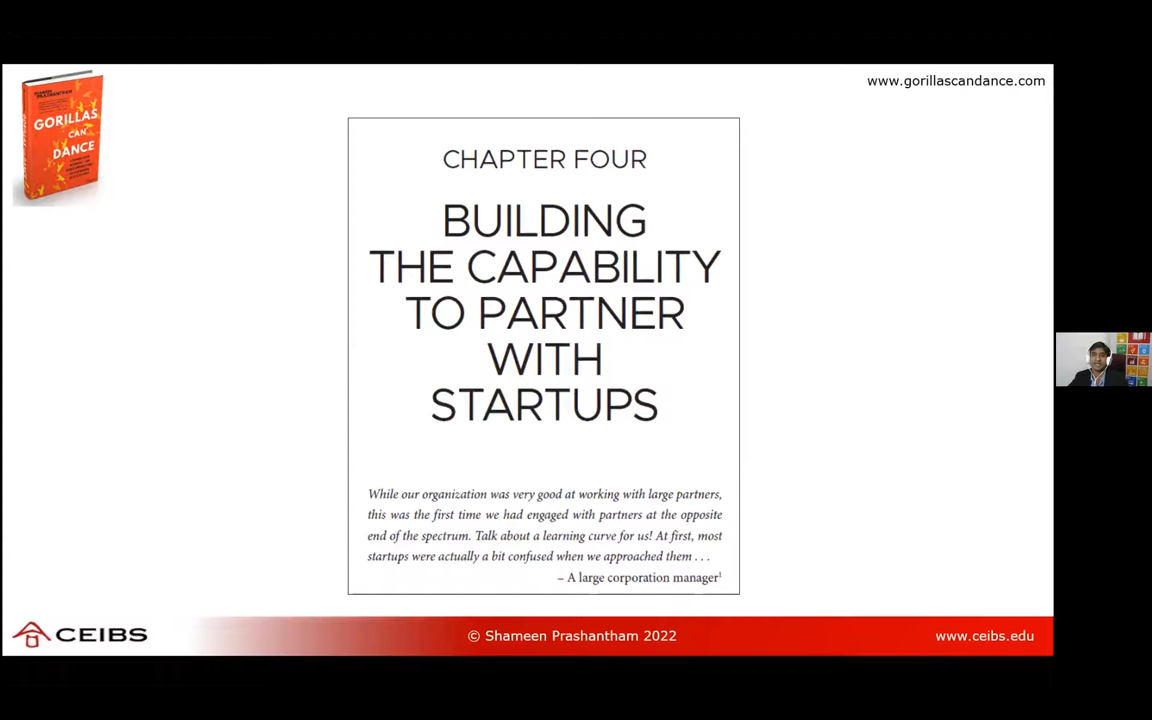 www.gorillascandance.com
GORILLAS
CAN
DANCE
CHAPTER FOUR
BUILDING
THE CAPABILITY
TO PARTNER
WITH
STARTUPS
While our organization was very good at working with large partners,
this was the first time we had engaged with partners at the opposite
end of the spectrum. Talk about a learning curve for us! At first, most
startups were actually a bit confused when we approached them . . .
– A large corporation manager¹
CEIBS
© Shameen Prashantham 2022
www.ceibs.edu